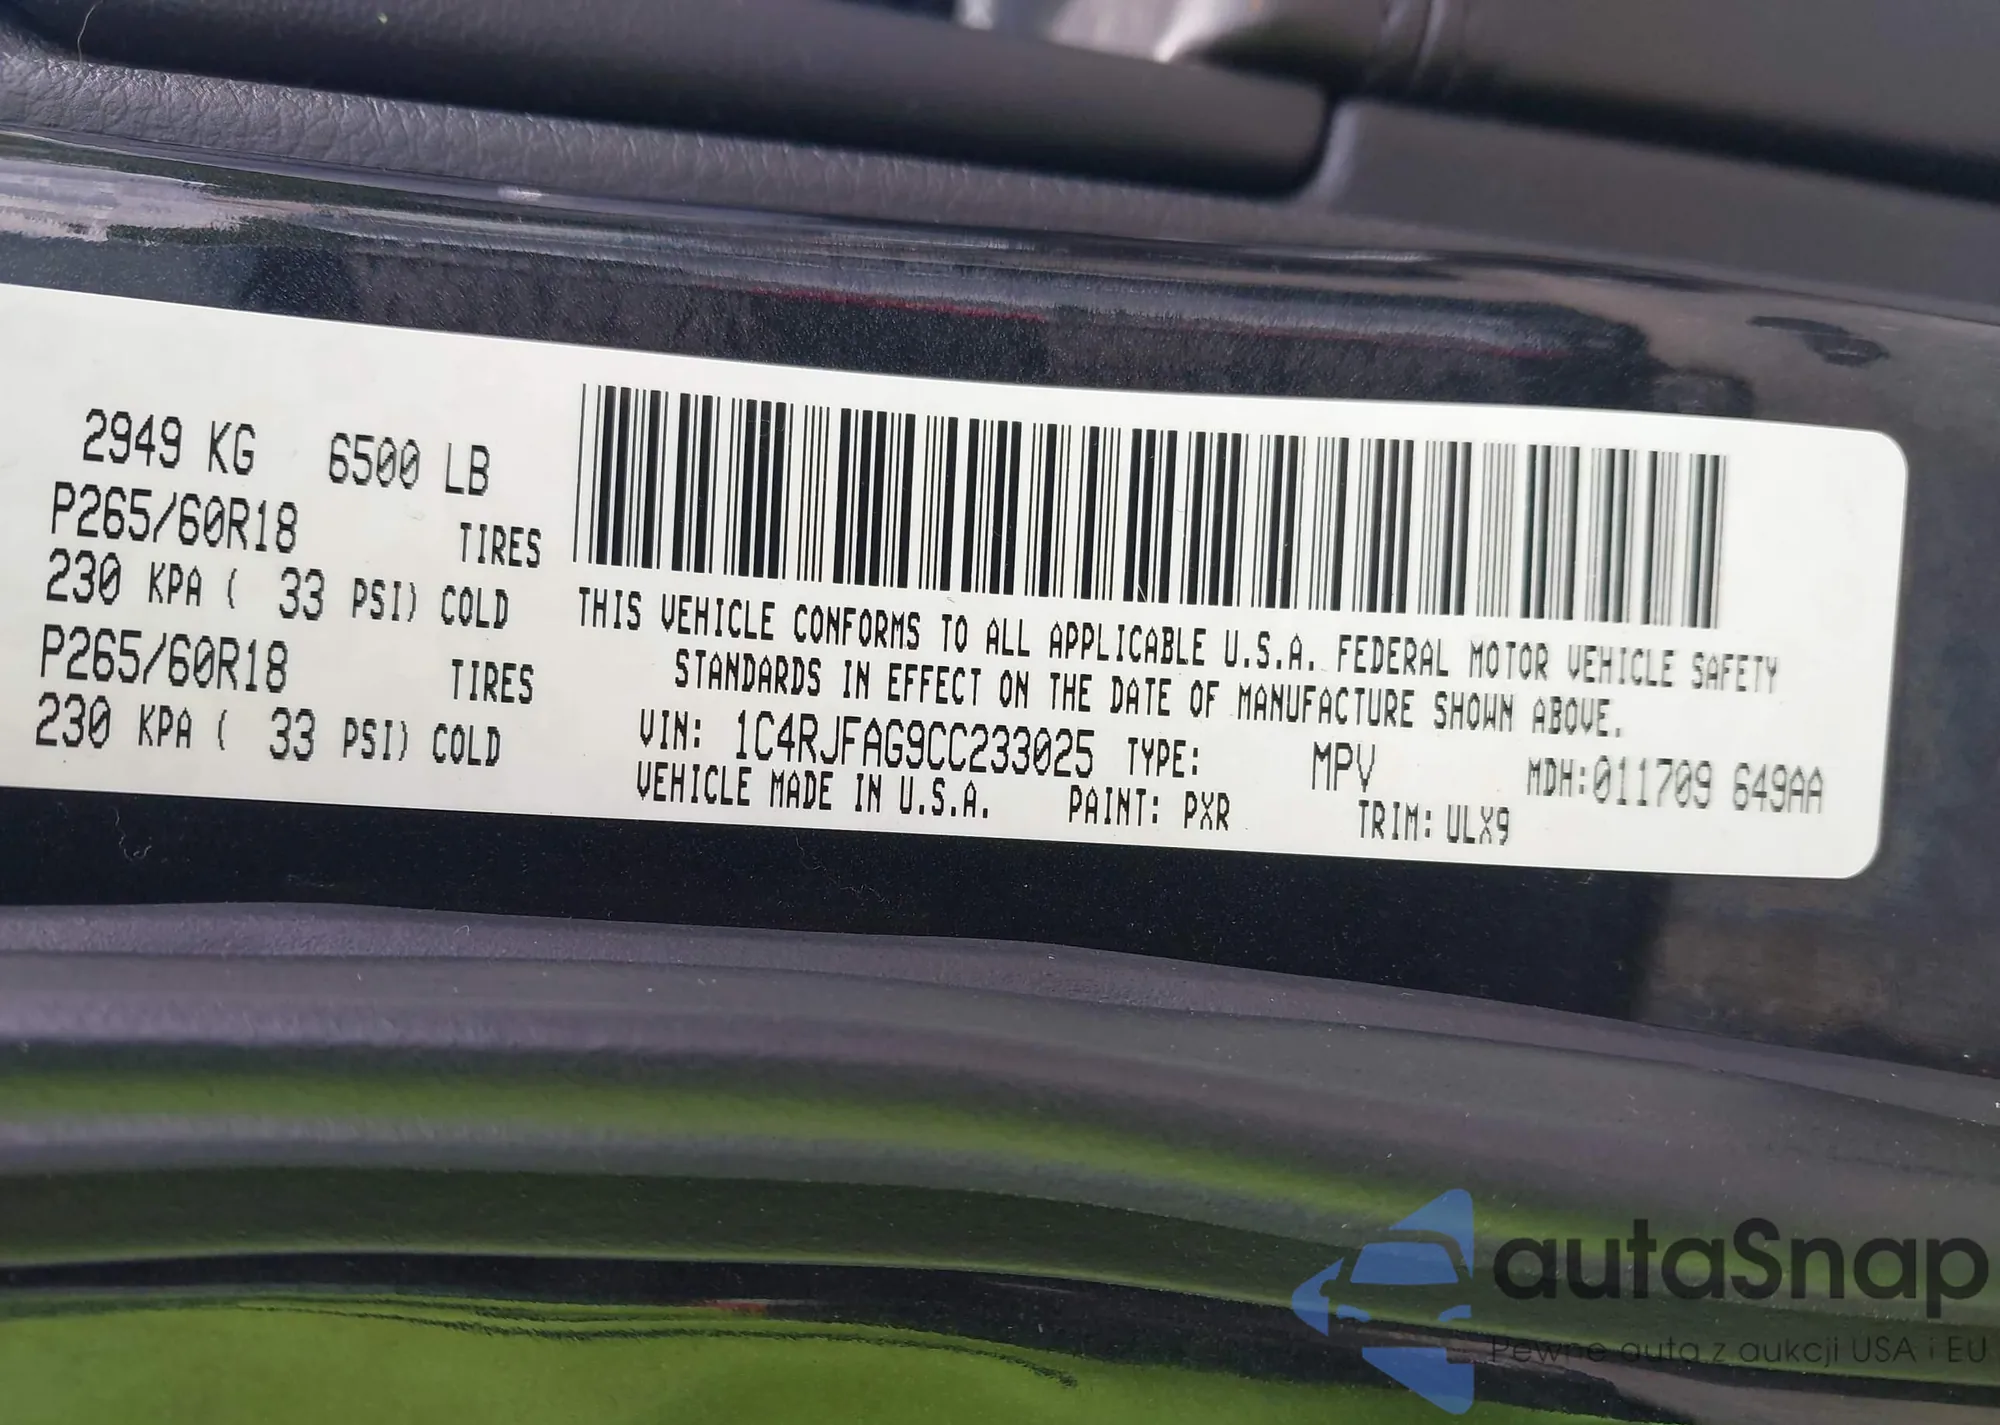 2949 KG 6500 LB
P265/60R18 TIRES
230 KPA ( 33 PSI) COLD
P265/60R18 TIRES
230 KPA ( 33 PSI) COLD
THIS VEHICLE CONFORMS TO ALL APPLICABLE U.S.A. FEDERAL MOTOR VEHICLE SAFETY
STANDARDS IN EFFECT ON THE DATE OF MANUFACTURE SHOWN ABOVE.
VIN: 1C4RJFAG9CC233025 TYPE: MPV MDH:011709 649AA
VEHICLE MADE IN U.S.A. PAINT: PXR TRIM: ULX9
autaSnap
Pewne auta z aukcji USA i EU